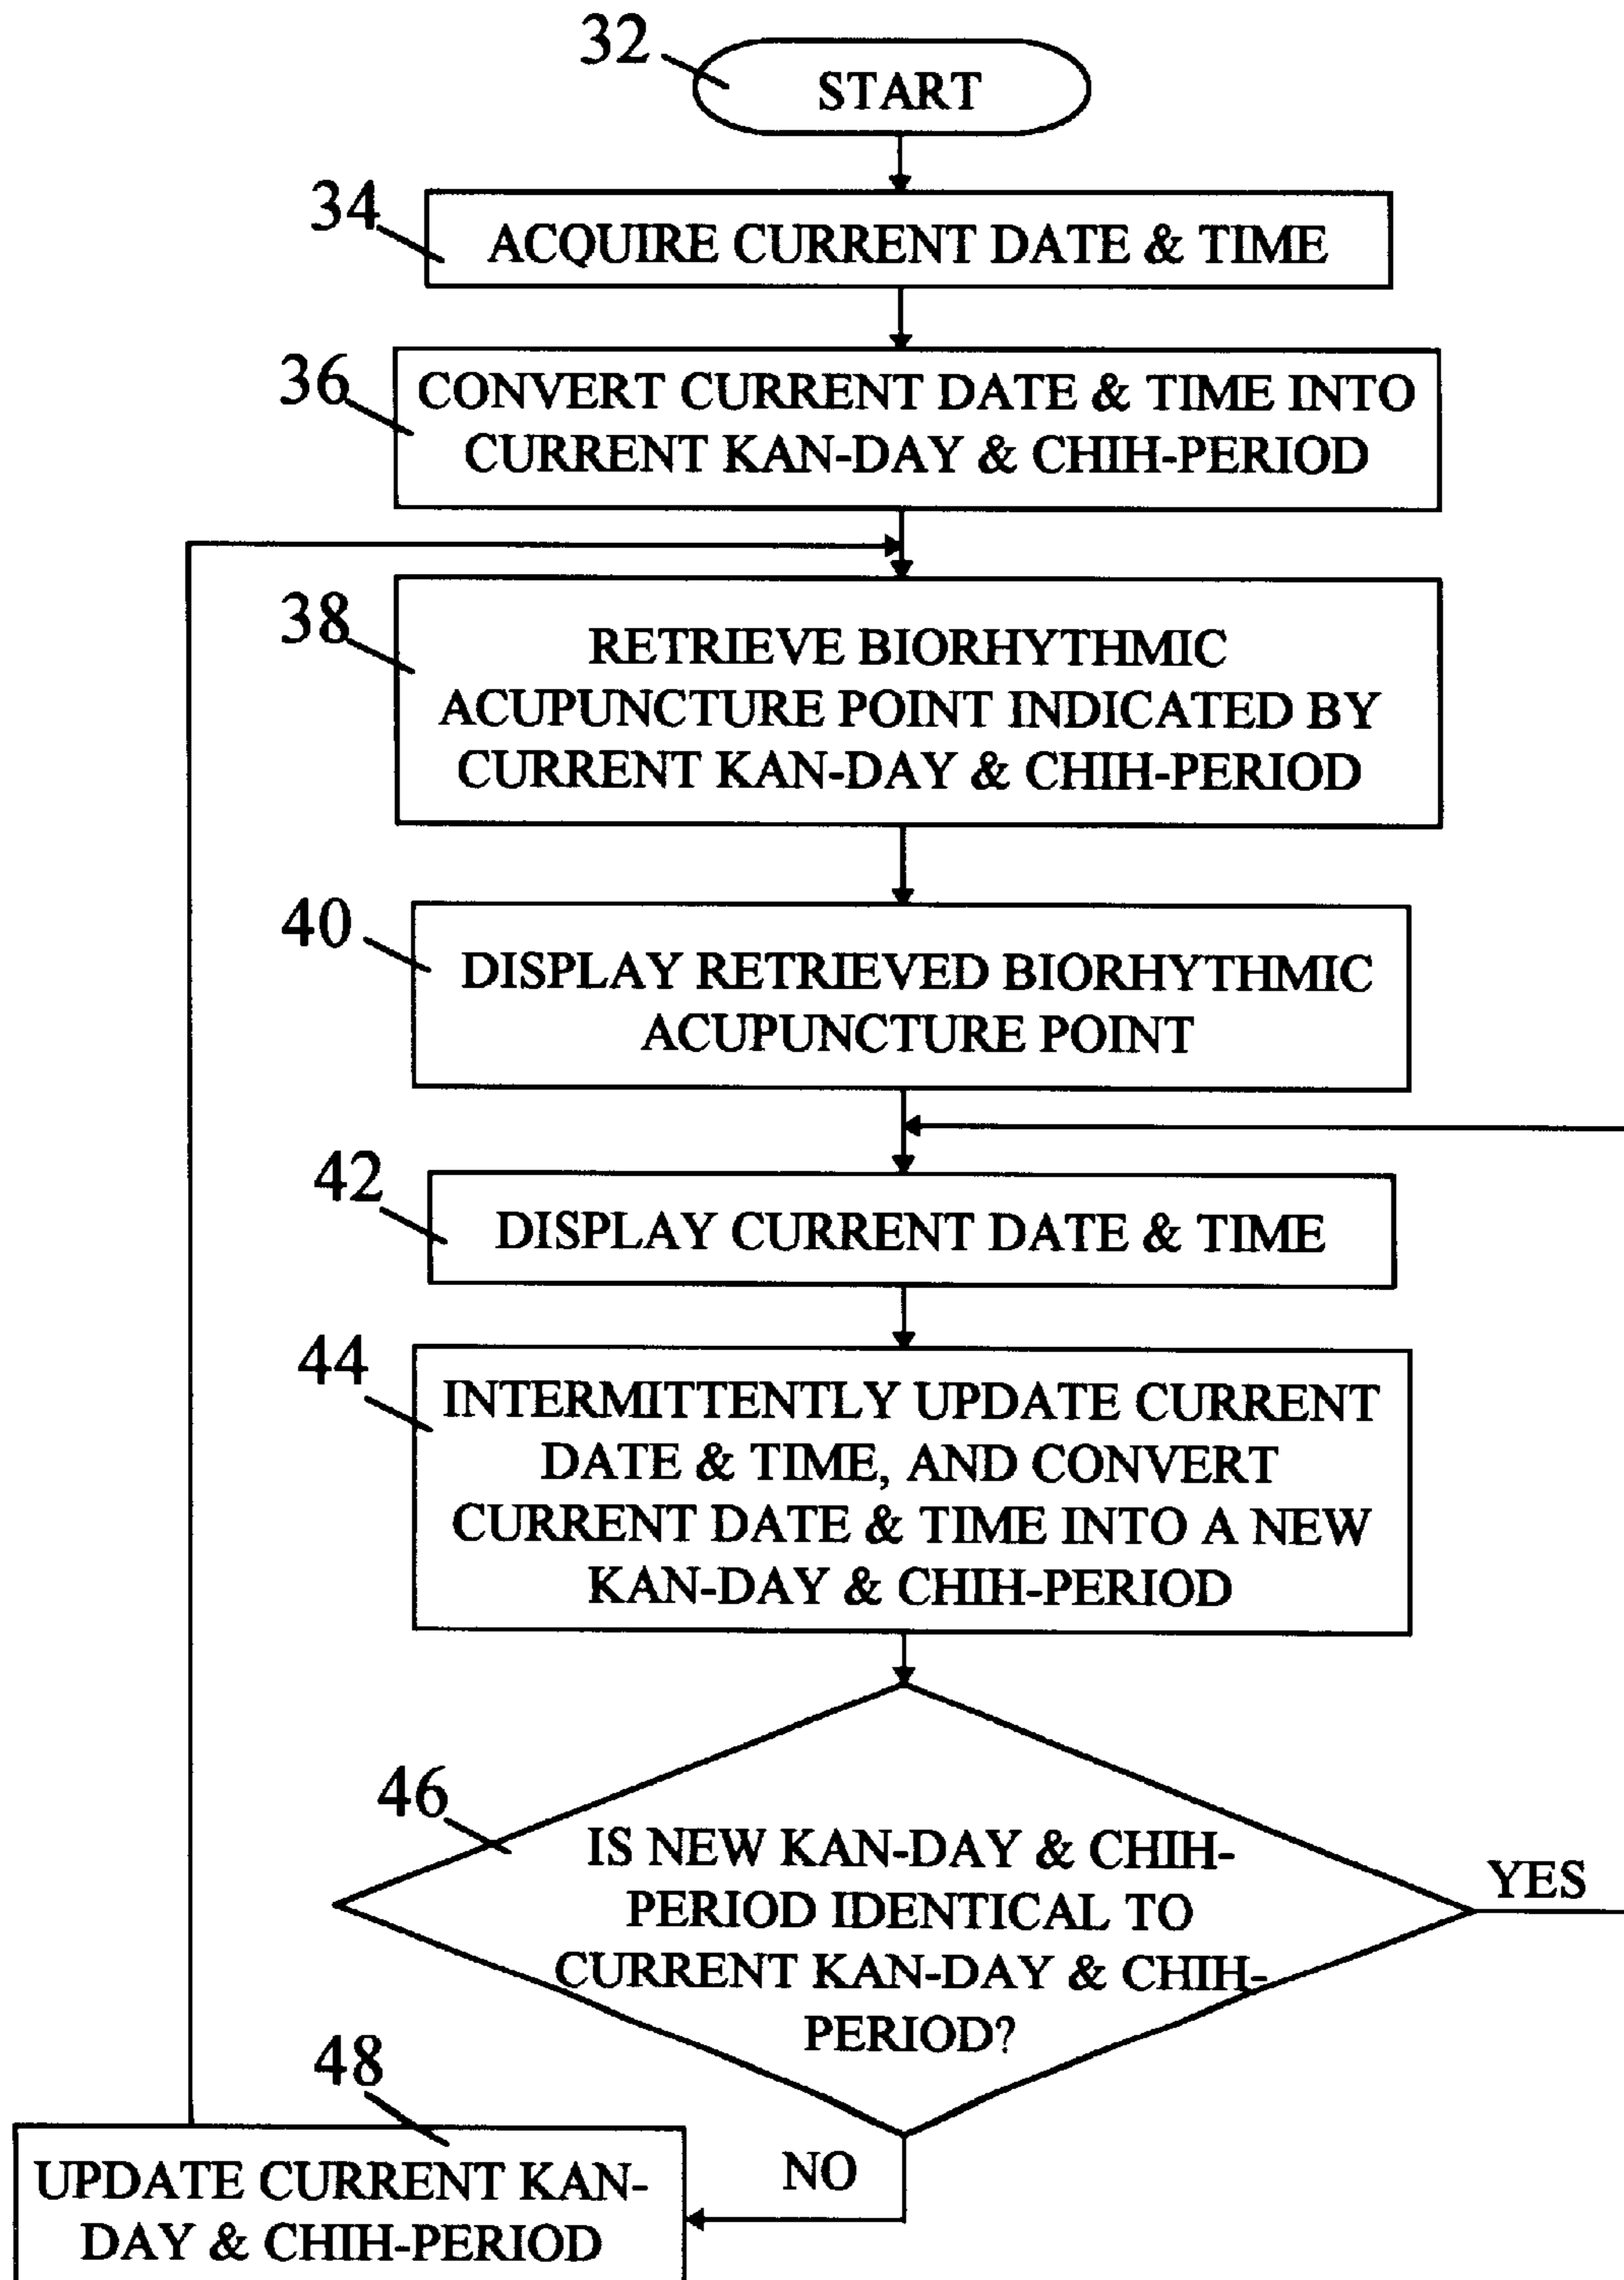 32
START
34
ACQUIRE CURRENT DATE & TIME
36
CONVERT CURRENT DATE & TIME INTO
CURRENT KAN-DAY & CHIH-PERIOD
38
RETRIEVE BIORHYTHMIC
ACUPUNCTURE POINT INDICATED BY
CURRENT KAN-DAY & CHIH-PERIOD
40
DISPLAY RETRIEVED BIORHYTHMIC
ACUPUNCTURE POINT
42
DISPLAY CURRENT DATE & TIME
44
INTERMITTENTLY UPDATE CURRENT
DATE & TIME, AND CONVERT
CURRENT DATE & TIME INTO A NEW
KAN-DAY & CHIH-PERIOD
46
IS NEW KAN-DAY & CHIH-
PERIOD IDENTICAL TO
CURRENT KAN-DAY & CHIH-
PERIOD?
YES
NO
48
UPDATE CURRENT KAN-
DAY & CHIH-PERIOD